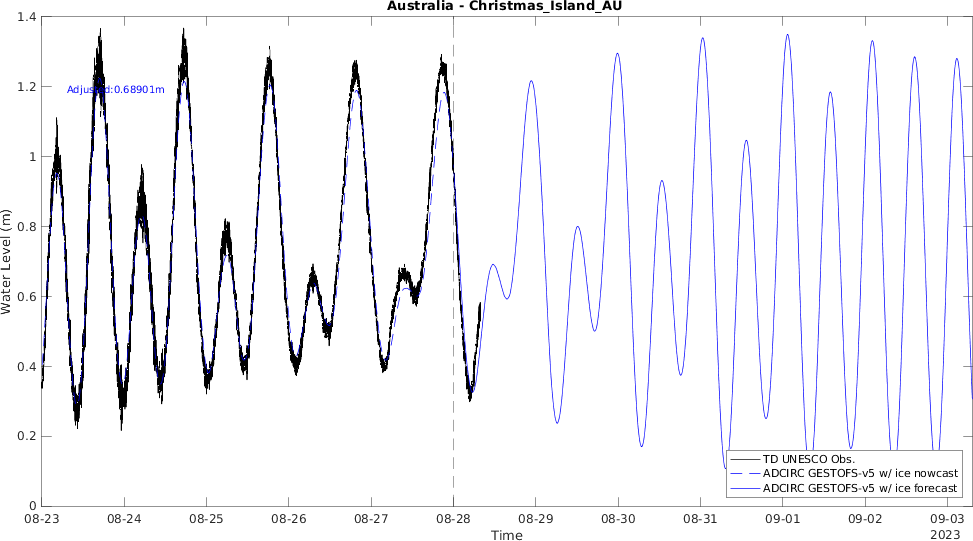 Australia - Christmas_Island_AU
1.4
1.2
1
0.8
0.6
0.4
0.2
0
Water Level (m)
Adjusted:0.68901m
TD UNESCO Obs.
ADCIRC GESTOFS-v5 w/ ice nowcast
ADCIRC GESTOFS-v5 w/ ice forecast
08-23 08-24 08-25 08-26 08-27 08-28 08-29 08-30 08-31 09-01 09-02 09-03
2023
Time